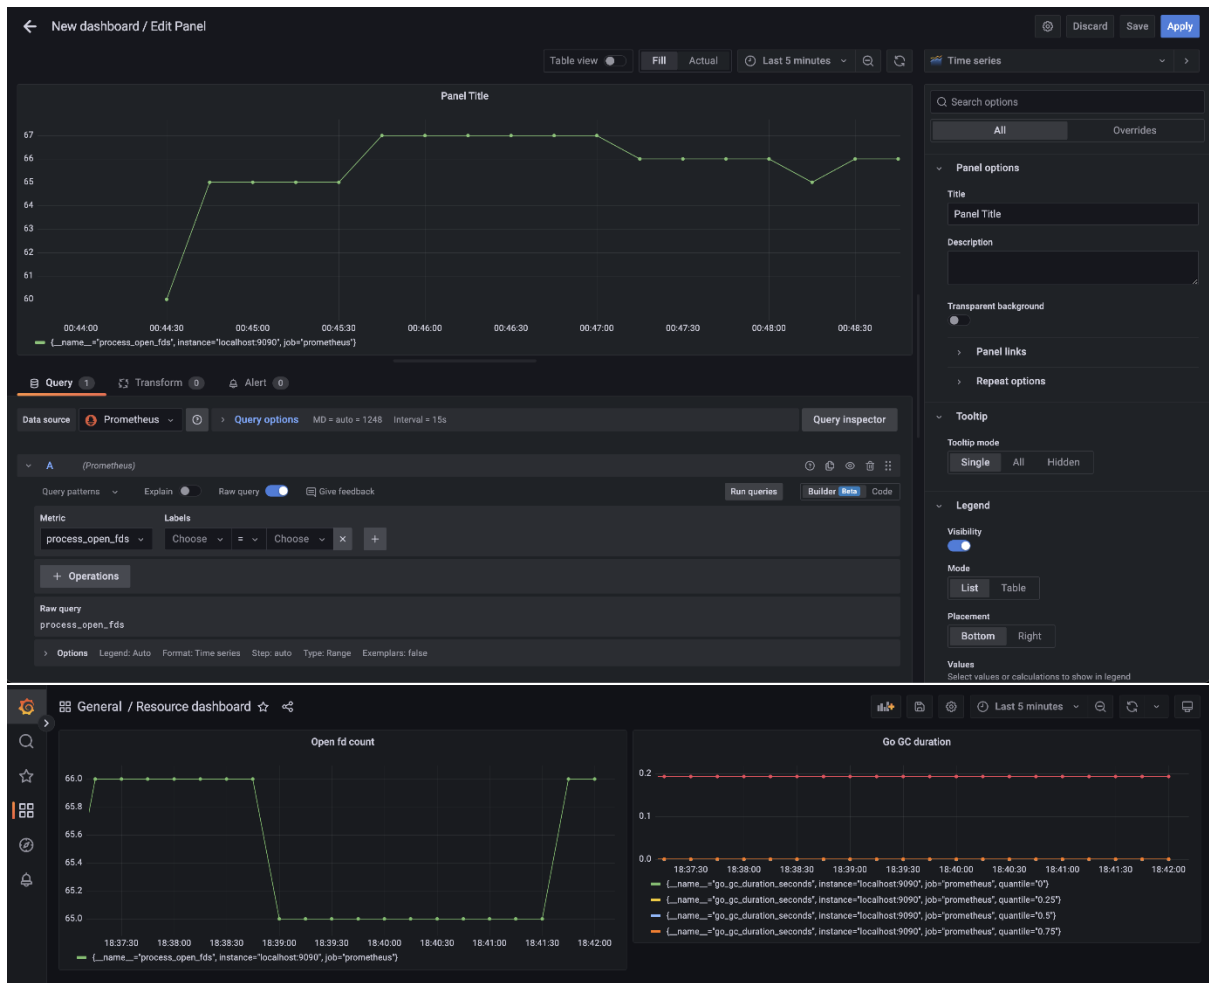 New dashboard / Edit Panel
Discard Save Apply
Table view Fill Actual Last 5 minutes Time series
Panel Title
67
66
65
64
63
62
61
60
00:44:00 00:44:30 00:45:00 00:45:30 00:46:00 00:46:30 00:47:00 00:47:30 00:48:00 00:48:30
{__name__="process_open_fds", instance="localhost:9090", job="prometheus"}
Search options
All Overrides
Panel options
Title
Panel Title
Description
Transparent background
Panel links
Repeat options
Tooltip
Tooltip mode
Single All Hidden
Legend
Visibility
Mode
List Table
Placement
Bottom Right
Values
Select values or calculations to show in legend
Query 1 Transform 0 Alert 0
Data source Prometheus Query options MD = auto = 1248 Interval = 15s Query inspector
A (Prometheus)
Query patterns Explain Raw query Give feedback Run queries Builder Beta Code
Metric Labels
process_open_fds Choose = Choose × +
+ Operations
Raw query
process_open_fds
Options Legend: Auto Format: Time series Step: auto Type: Range Exemplars: false
General / Resource dashboard Last 5 minutes
Open fd count
66.0
65.8
65.6
65.4
65.2
65.0
18:37:30 18:38:00 18:38:30 18:39:00 18:39:30 18:40:00 18:40:30 18:41:00 18:41:30 18:42:00
{__name__="process_open_fds", instance="localhost:9090", job="prometheus"}
Go GC duration
0.2
0.1
0.0
18:37:30 18:38:00 18:38:30 18:39:00 18:39:30 18:40:00 18:40:30 18:41:00 18:41:30 18:42:00
{__name__="go_gc_duration_seconds", instance="localhost:9090", job="prometheus", quantile="0"}
{__name__="go_gc_duration_seconds", instance="localhost:9090", job="prometheus", quantile="0.25"}
{__name__="go_gc_duration_seconds", instance="localhost:9090", job="prometheus", quantile="0.5"}
{__name__="go_gc_duration_seconds", instance="localhost:9090", job="prometheus", quantile="0.75"}